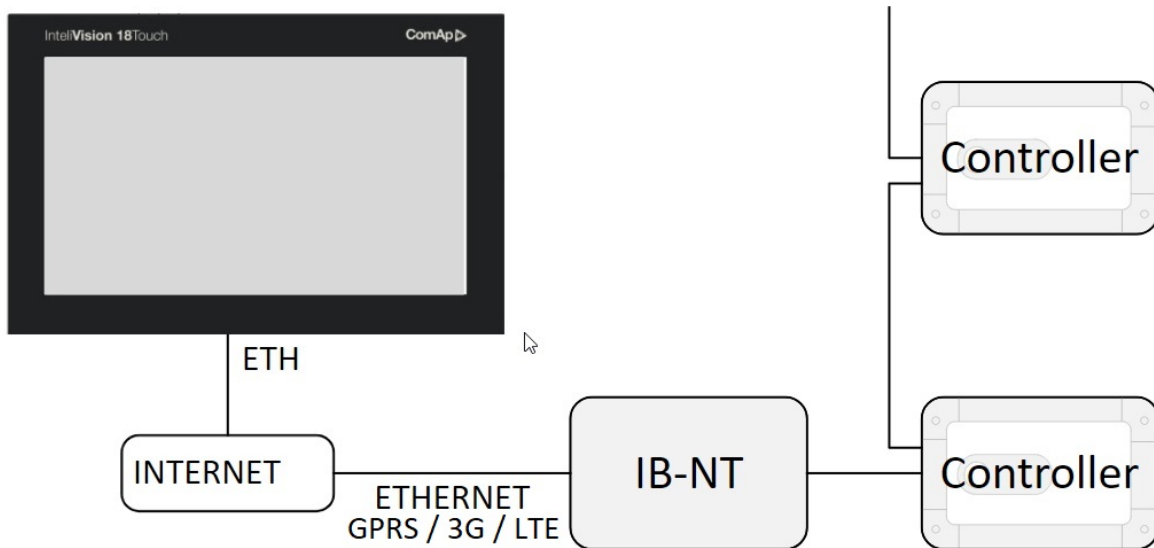 InteliVision 18Touch
ComAp
Controller
ETH
INTERNET
ETHERNET
GPRS / 3G / LTE
IB-NT
Controller